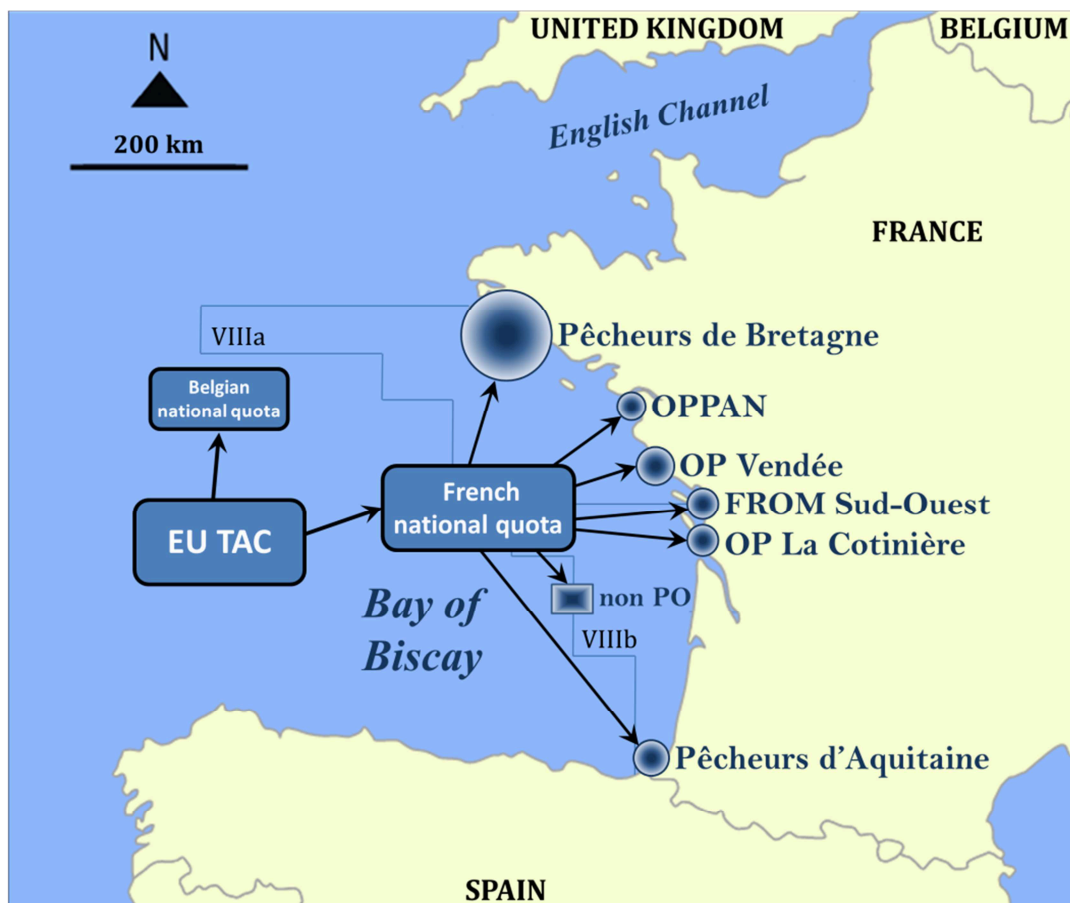 UNITED KINGDOM
BELGIUM
N
200 km
English Channel
FRANCE
VIIIa
Pêcheurs de Bretagne
Belgian
national quota
OPPAN
OP Vendée
French
national quota
FROM Sud-Ouest
EU TAC
OP La Cotinière
Bay of
Biscay
non PO
VIIIb
Pêcheurs d’Aquitaine
SPAIN